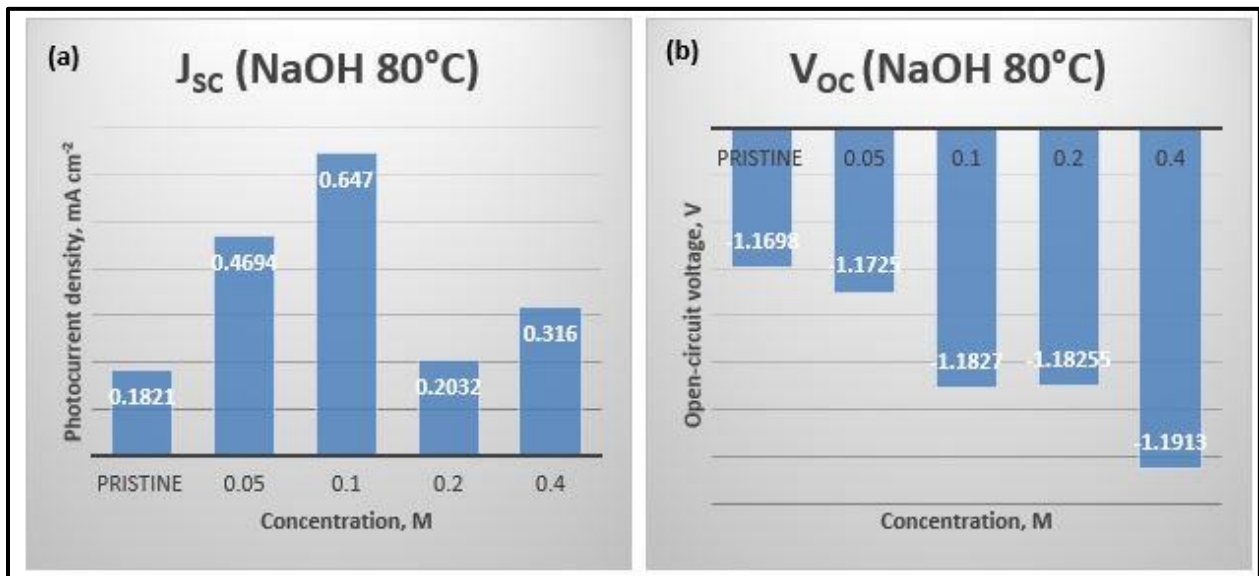 (a)
J_SC (NaOH 80°C)
Photocurrent density, mA cm⁻²
0.1821
0.4694
0.647
0.2032
0.316
PRISTINE 0.05 0.1 0.2 0.4
Concentration, M
(b)
V_OC (NaOH 80°C)
Open-circuit voltage, V
PRISTINE 0.05 0.1 0.2 0.4
-1.1698
-1.1725
-1.1827
-1.18255
-1.1913
Concentration, M